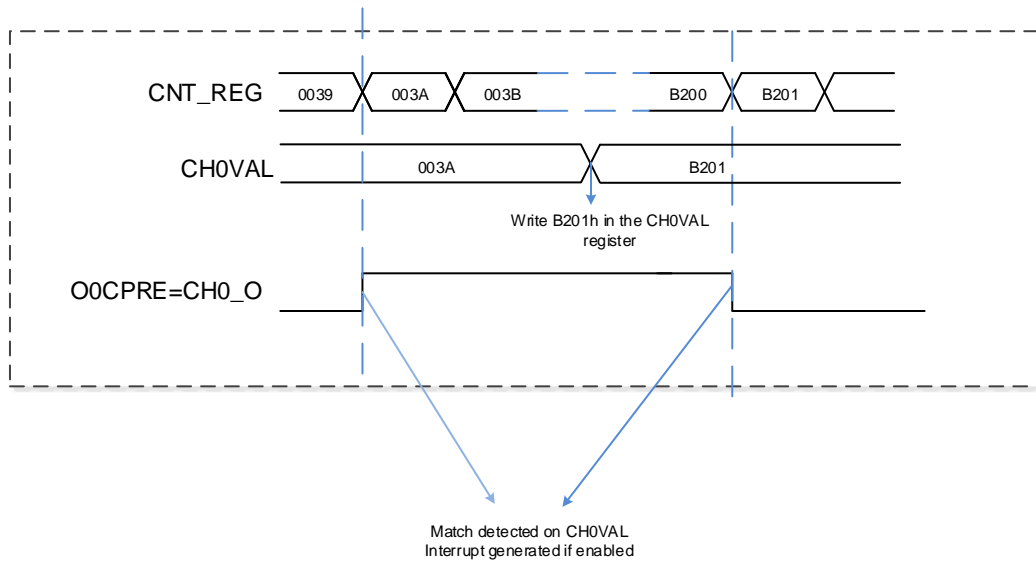 CNT_REG
0039
003A
003B
B200
B201
CH0VAL
003A
B201
Write B201h in the CH0VAL
register
O0CPRE=CH0_O
Match detected on CH0VAL
Interrupt generated if enabled